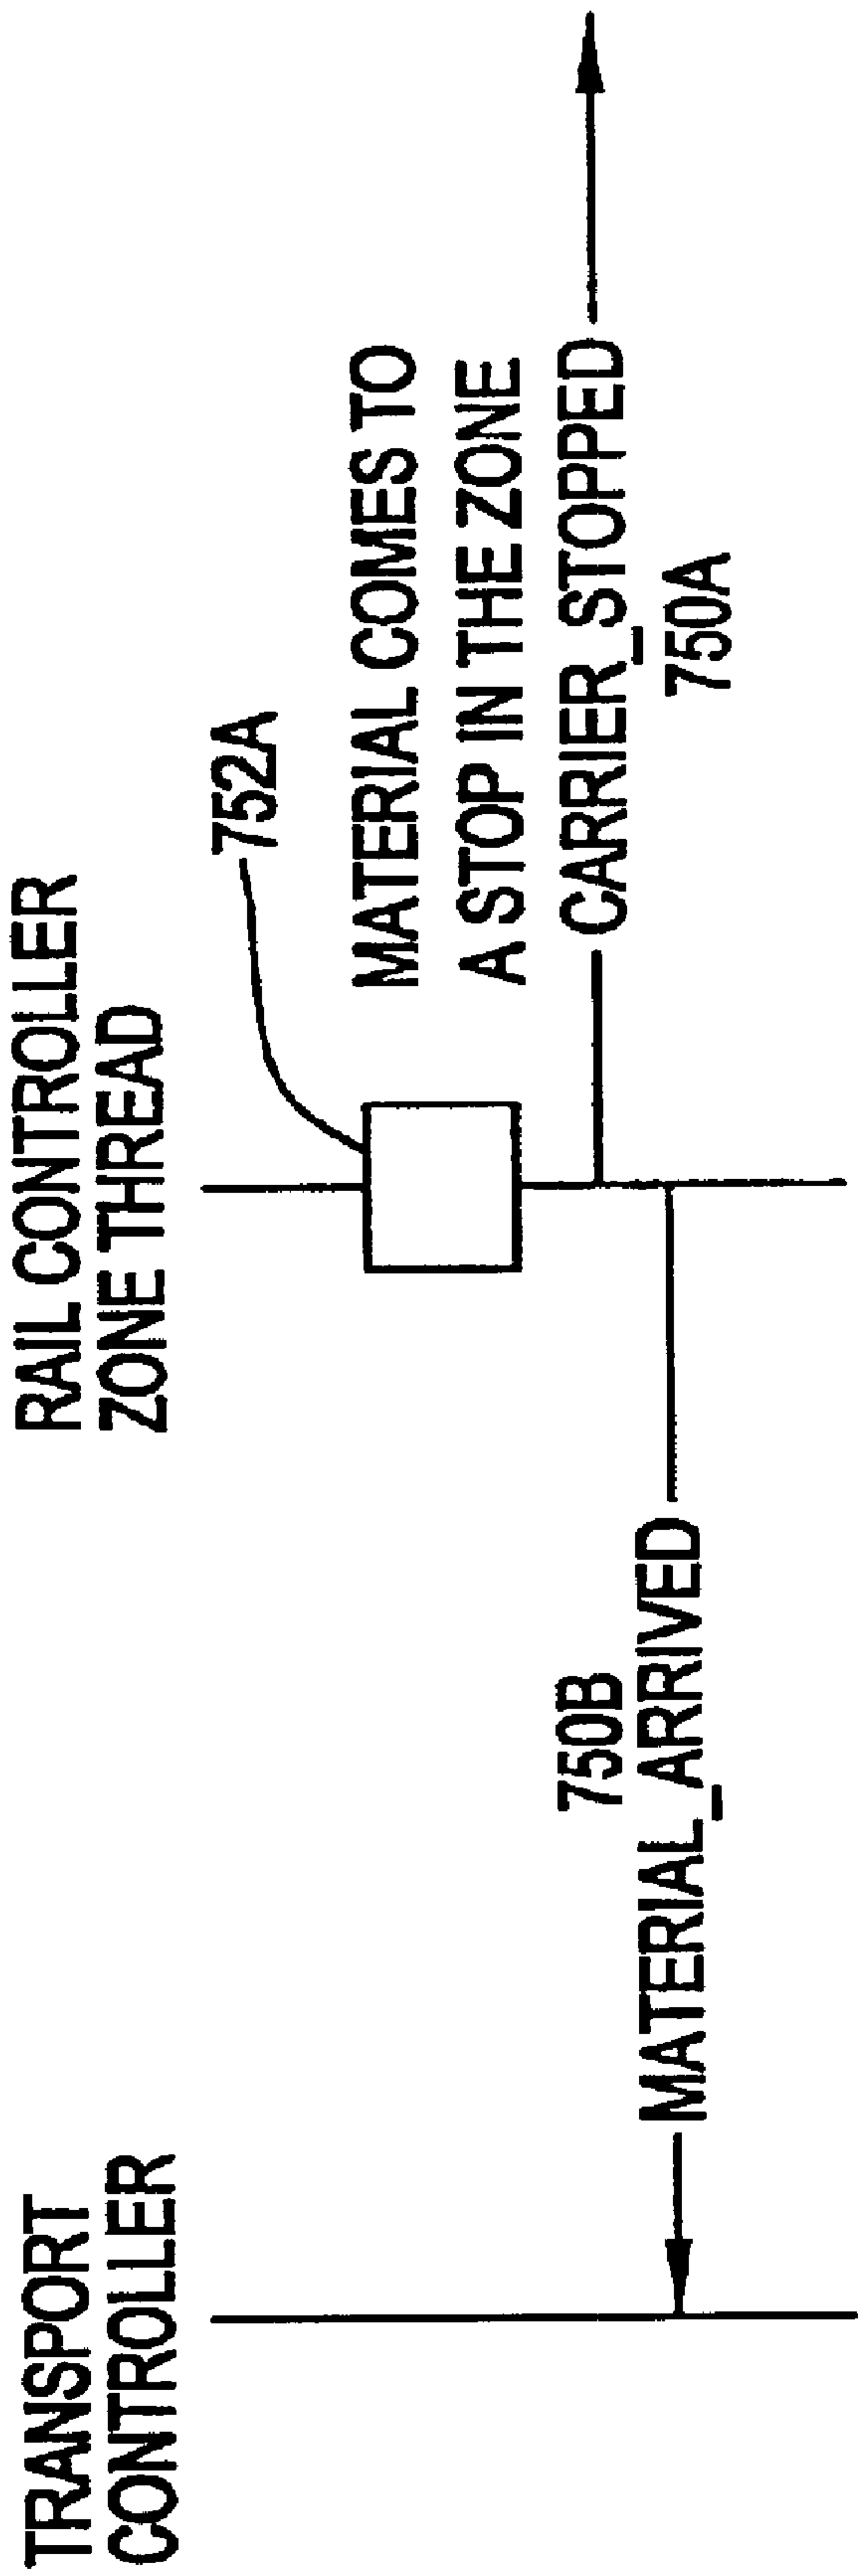 TRANSPORT
CONTROLLER
RAIL CONTROLLER
ZONE THREAD
752A
MATERIAL COMES TO
A STOP IN THE ZONE
CARRIER_STOPPED
750A
750B
MATERIAL_ARRIVED